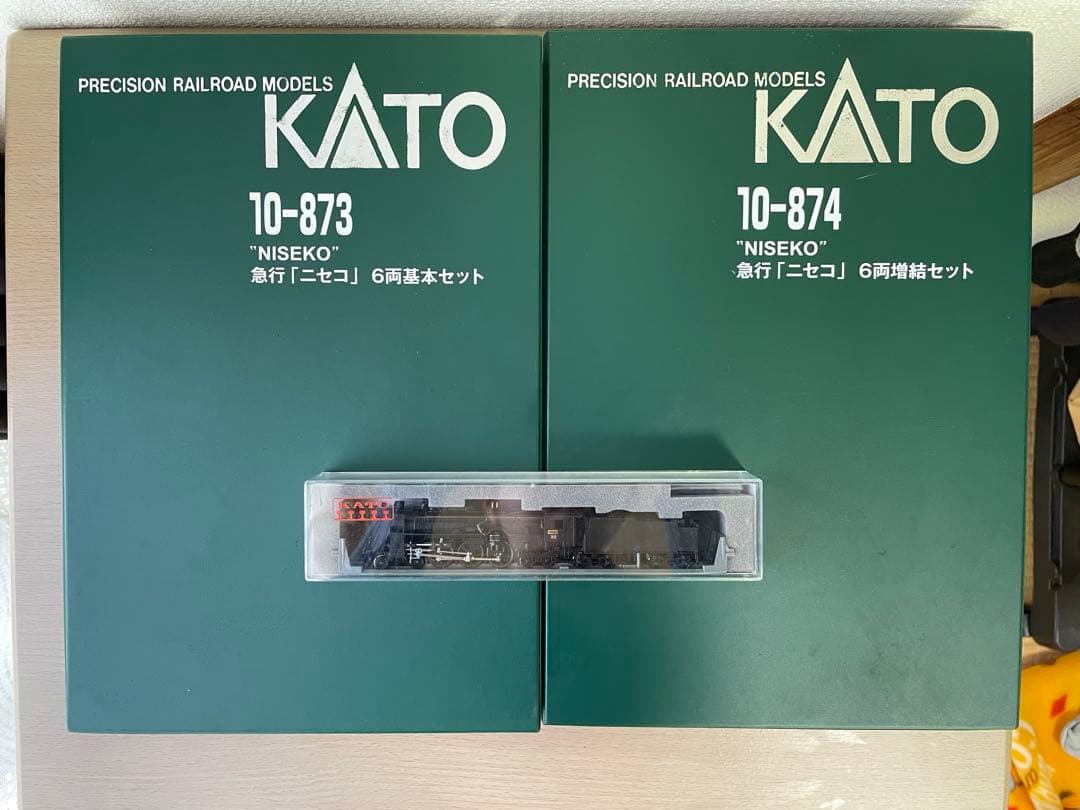 PRECISION RAILROAD MODELS
KATO
10-873
"NISEKO"
急行「ニセコ」 6両基本セット
PRECISION RAILROAD MODELS
KATO
10-874
"NISEKO"
急行「ニセコ」 6両増結セット
KATO